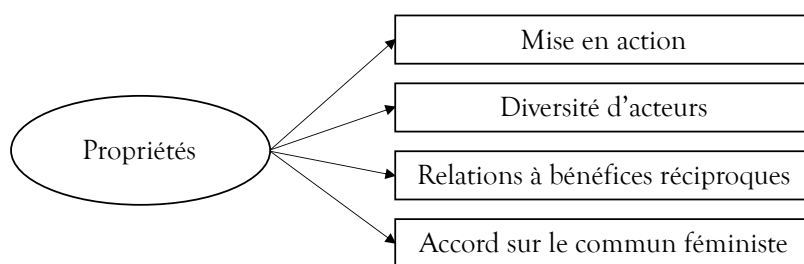 Mise en action
Diversité d'acteurs
Propriétés
Relations à bénéfices réciproques
Accord sur le commun féministe